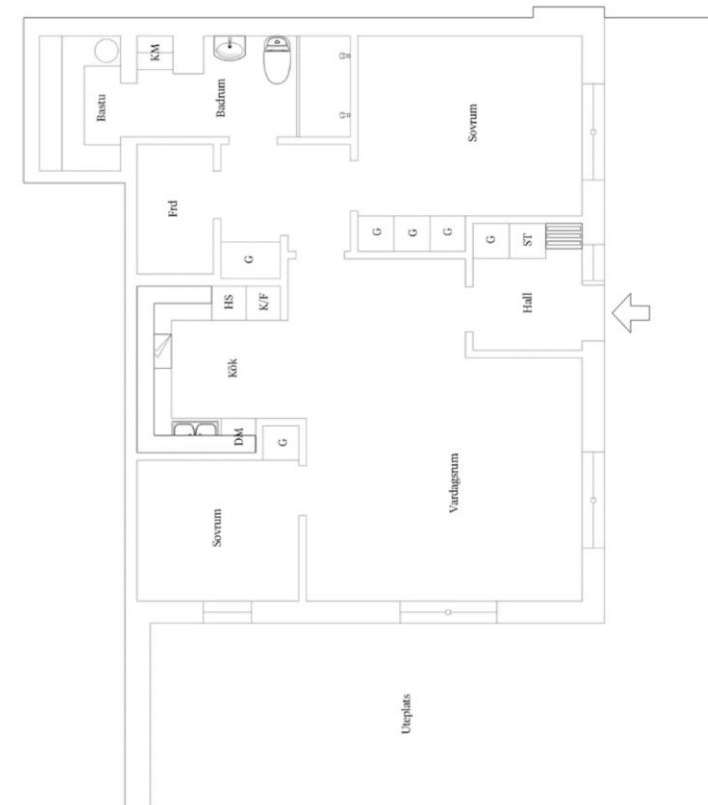 KM
Bastu
Badrum
Sovrum
Frd
G
G
G
G
ST
G
HS
K/F
Hall
Kök
DM
G
Vardagsrum
Sovrum
Uteplats